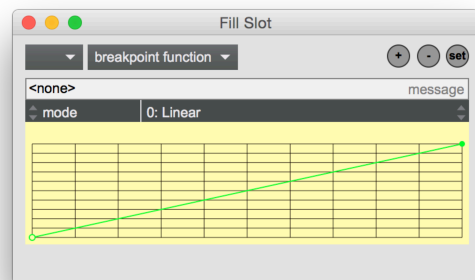 Fill Slot
breakpoint function
+ - set
<none> message
mode 0: Linear